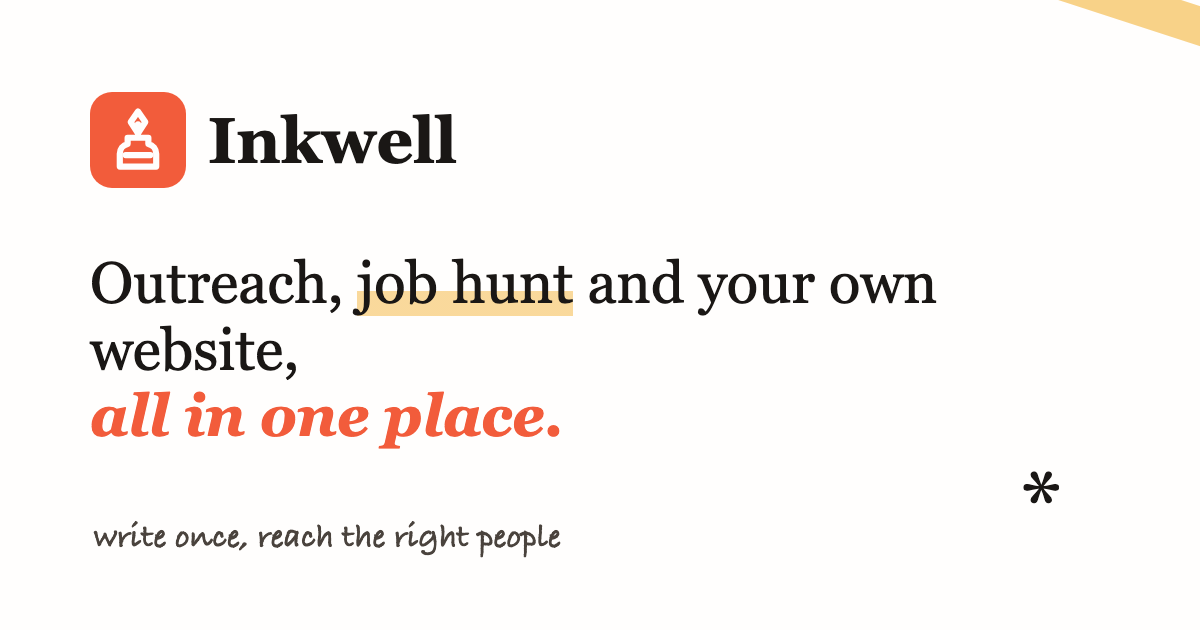 Inkwell
Outreach, job hunt and your own
website,
all in one place.
*
write once, reach the right people